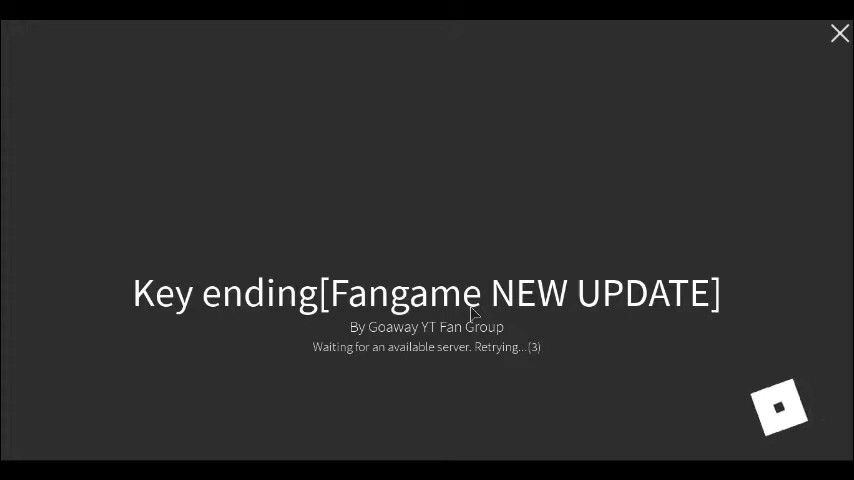 Key ending[Fangame NEW UPDATE]
By Goaway YT Fan Group
Waiting for an available server. Retrying...(3)